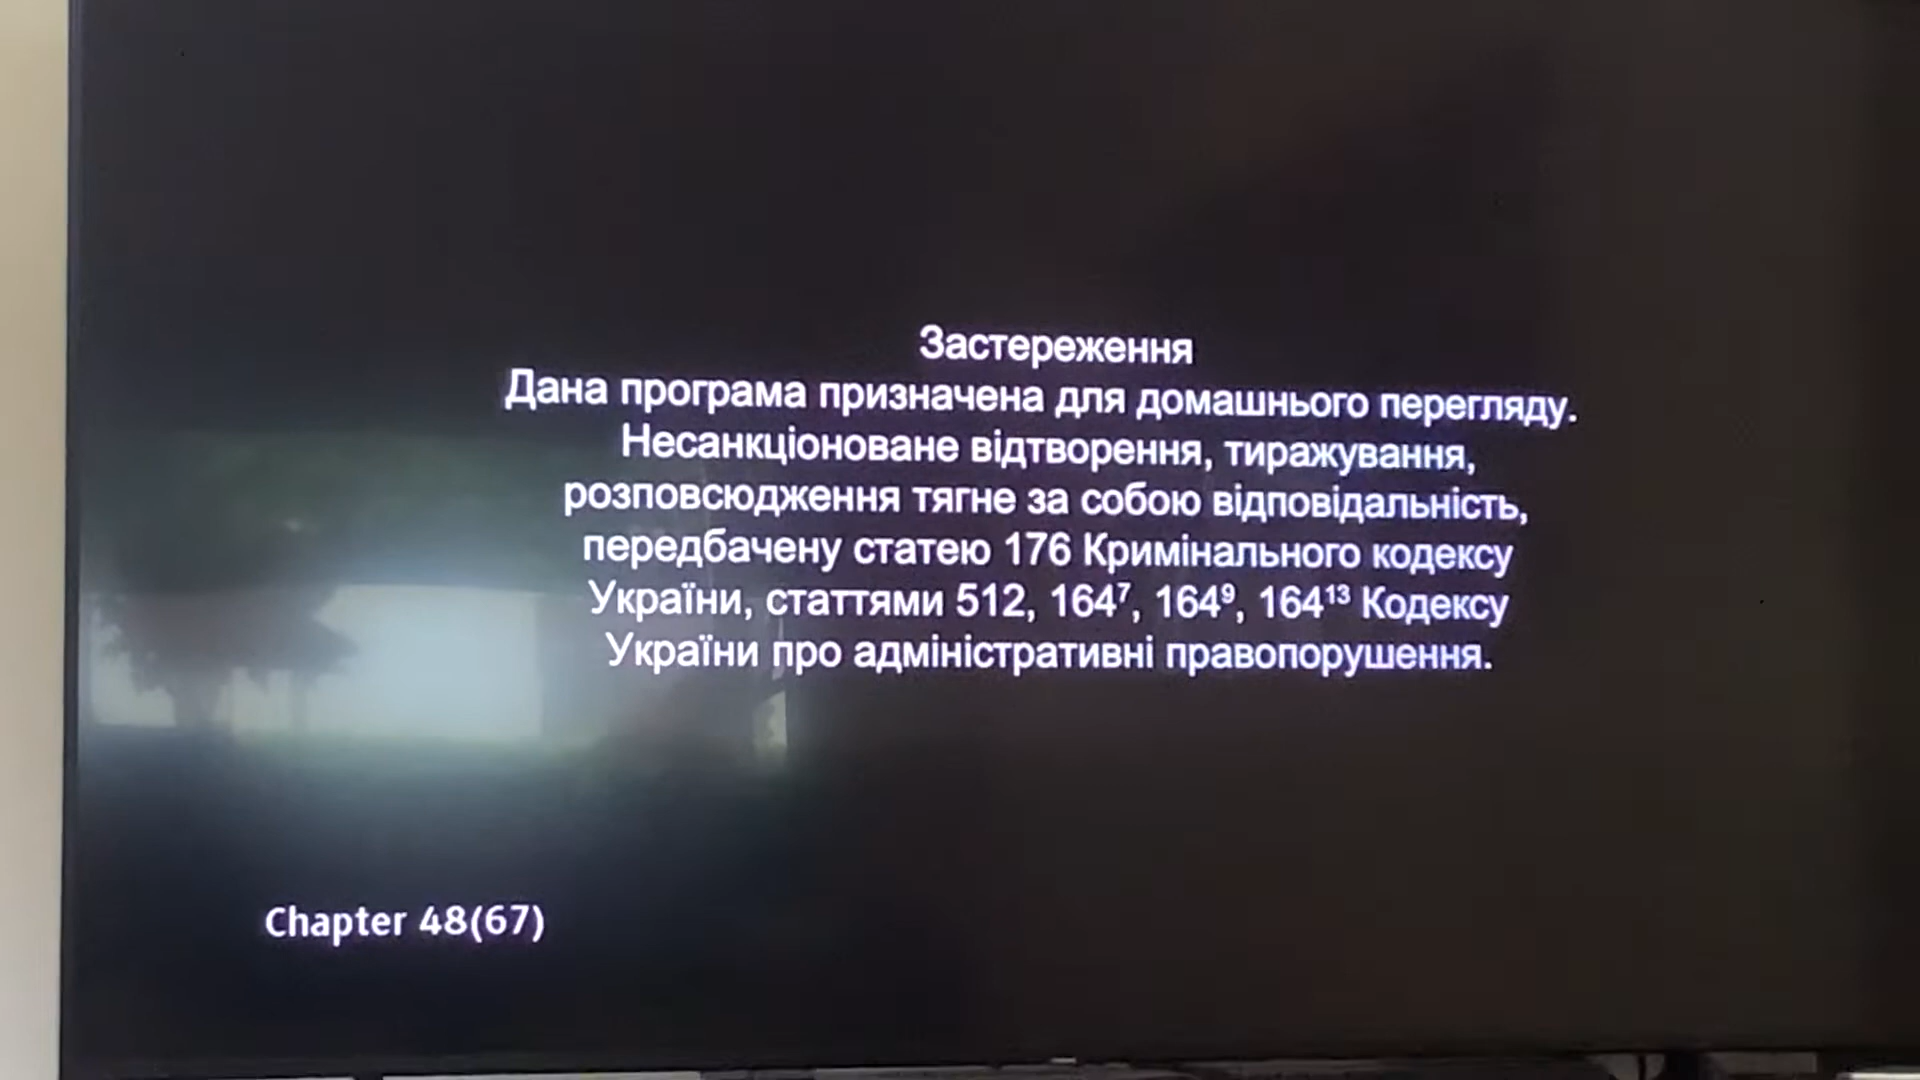 Застереження
Дана програма призначена для домашнього перегляду.
Несанкціоноване відтворення, тиражування,
розповсюдження тягне за собою відповідальність,
передбачену статею 176 Кримінального кодексу
України, статтями 512, 164⁷, 164⁹, 164¹³ Кодексу
України про адміністративні правопорушення.
Chapter 48(67)